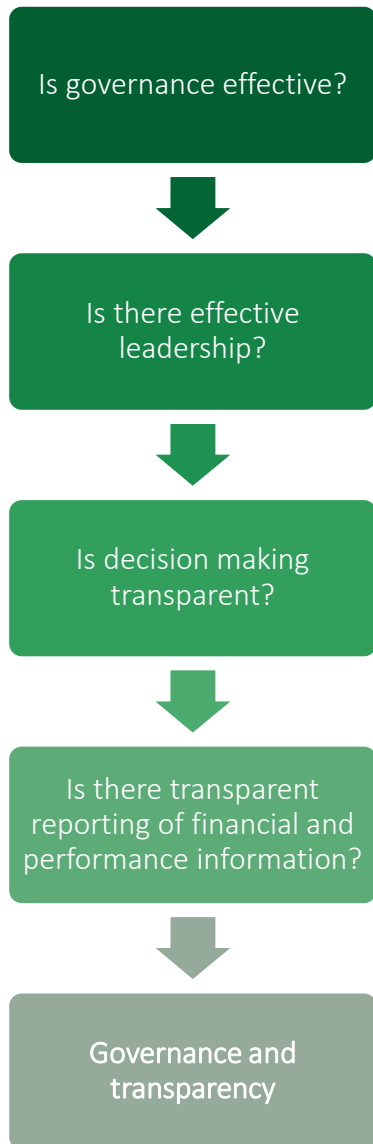 Is governance effective?
Is there effective
leadership?
Is decision making
transparent?
Is there transparent
reporting of financial and
performance information?
Governance and
transparency